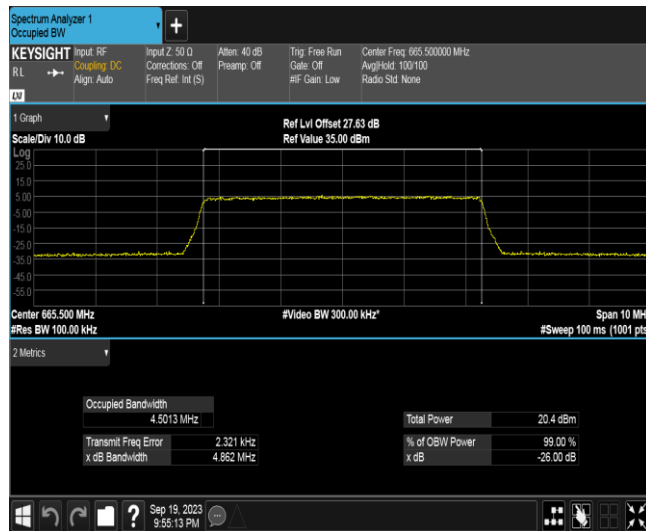 Spectrum Analyzer 1
Occupied BW
+
KEYSIGHT
RL
LXI
Input: RF
Coupling: DC
Align: Auto
Input Z: 50 Ω
Corrections: Off
Freq Ref: Int (S)
Atten: 40 dB
Preamp: Off
Trig: Free Run
Gate: Off
#IF Gain: Low
Center Freq: 665.500000 MHz
Avg|Hold: 100/100
Radio Std: None
1 Graph
Scale/Div 10.0 dB
Ref Lvl Offset 27.63 dB
Ref Value 35.00 dBm
Log
25.0
15.0
5.00
-5.00
-15.0
-25.0
-35.0
-45.0
-55.0
Center 665.500 MHz
#Res BW 100.00 kHz
#Video BW 300.00 kHz*
Span 10 MH
#Sweep 100 ms (1001 pts
2 Metrics
Occupied Bandwidth
4.5013 MHz
Transmit Freq Error 2.321 kHz
x dB Bandwidth 4.862 MHz
Total Power 20.4 dBm
% of OBW Power 99.00 %
x dB -26.00 dB
?
Sep 19, 2023
9:55:13 PM